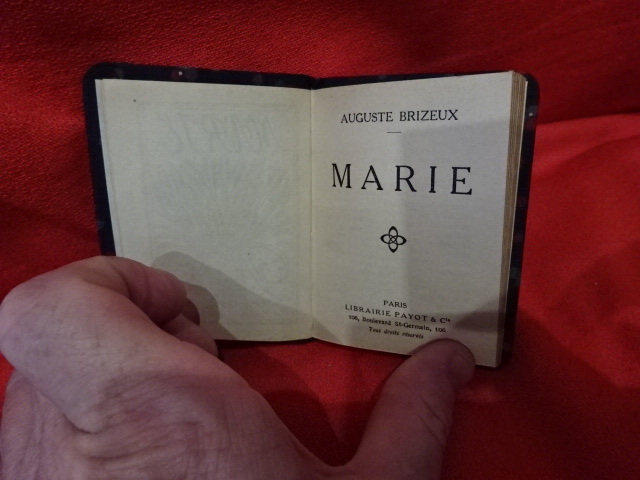 AUGUSTE BRIZEUX
MARIE
PARIS
LIBRAIRIE PAYOT & Cie
106, Boulevard St-Germain, 106
Tous droits réservés